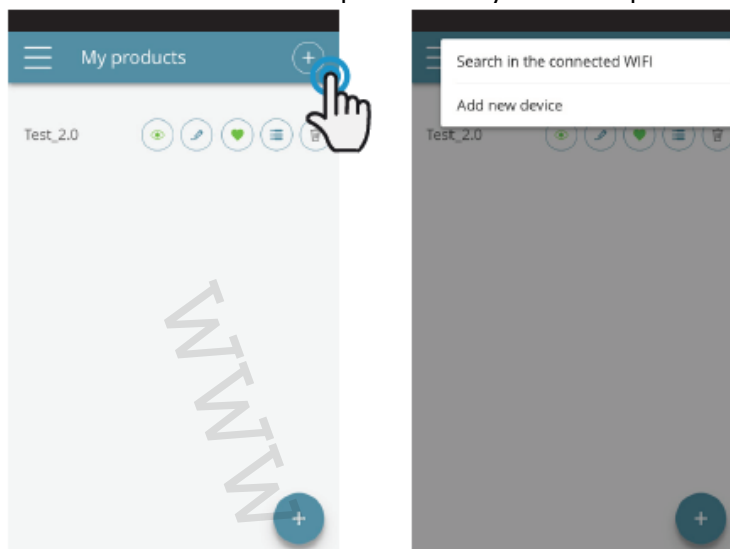 My products
+
Test_2.0
WWW
+
Search in the connected WIFI
Add new device
Test_2.0
+